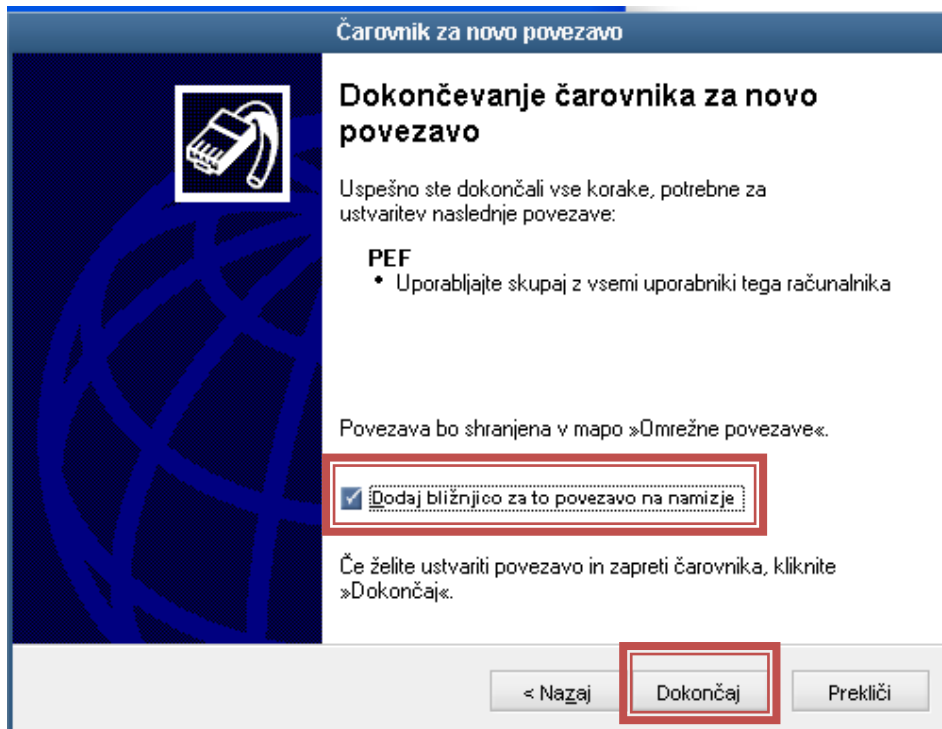 Čarovnik za novo povezavo
Dokončevanje čarovnika za novo
povezavo
Uspešno ste dokončali vse korake, potrebne za
ustvaritev naslednje povezave:
PEF
• Uporabljajte skupaj z vsemi uporabniki tega računalnika
Povezava bo shranjena v mapo »Omrežne povezave«.
Dodaj bližnjico za to povezavo na namizje
Če želite ustvariti povezavo in zapreti čarovnika, kliknite
»Dokončaj«.
< Nazaj Dokončaj Prekliči